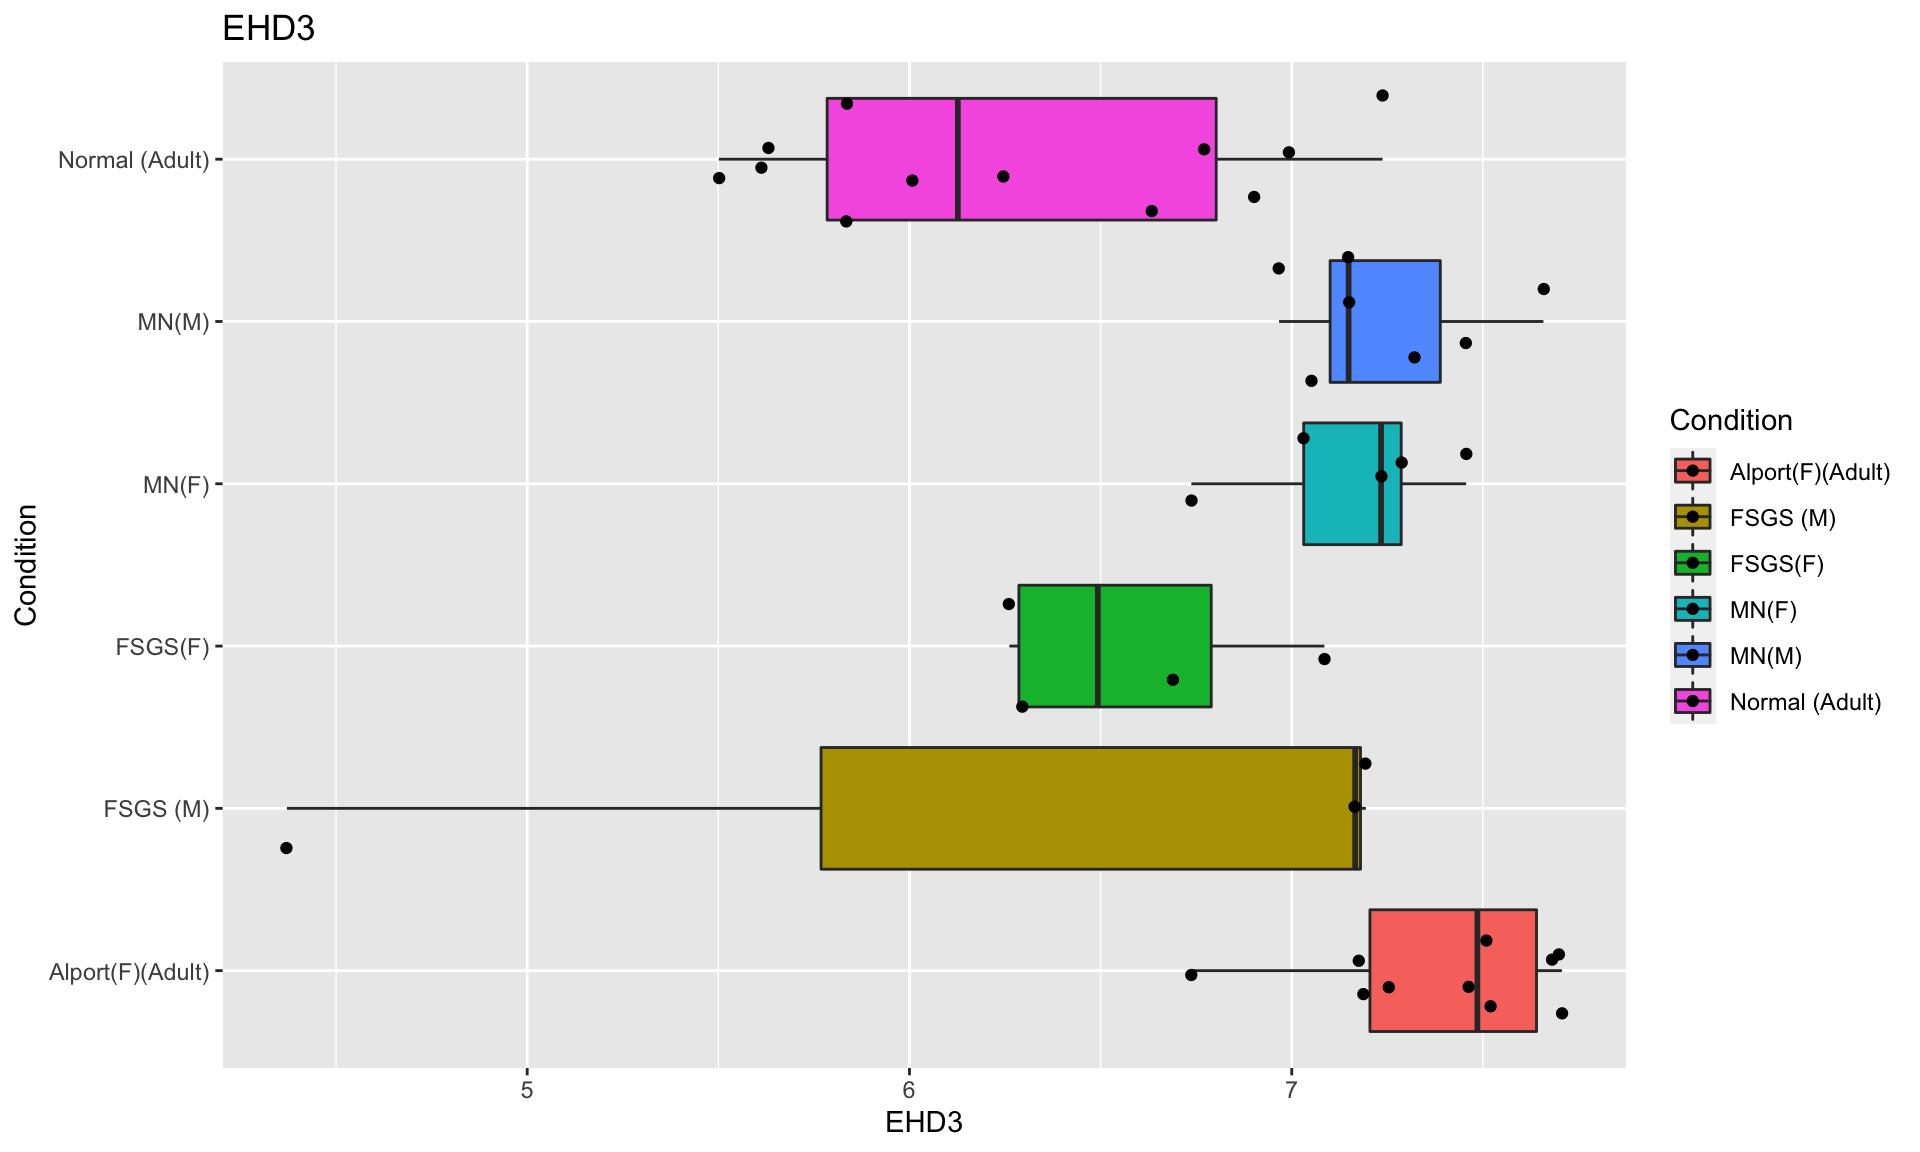 EHD3
Normal (Adult)
MN(M)
MN(F)
FSGS(F)
FSGS (M)
Alport(F)(Adult)
Condition
5 6 7
EHD3
Condition
Alport(F)(Adult)
FSGS (M)
FSGS(F)
MN(F)
MN(M)
Normal (Adult)